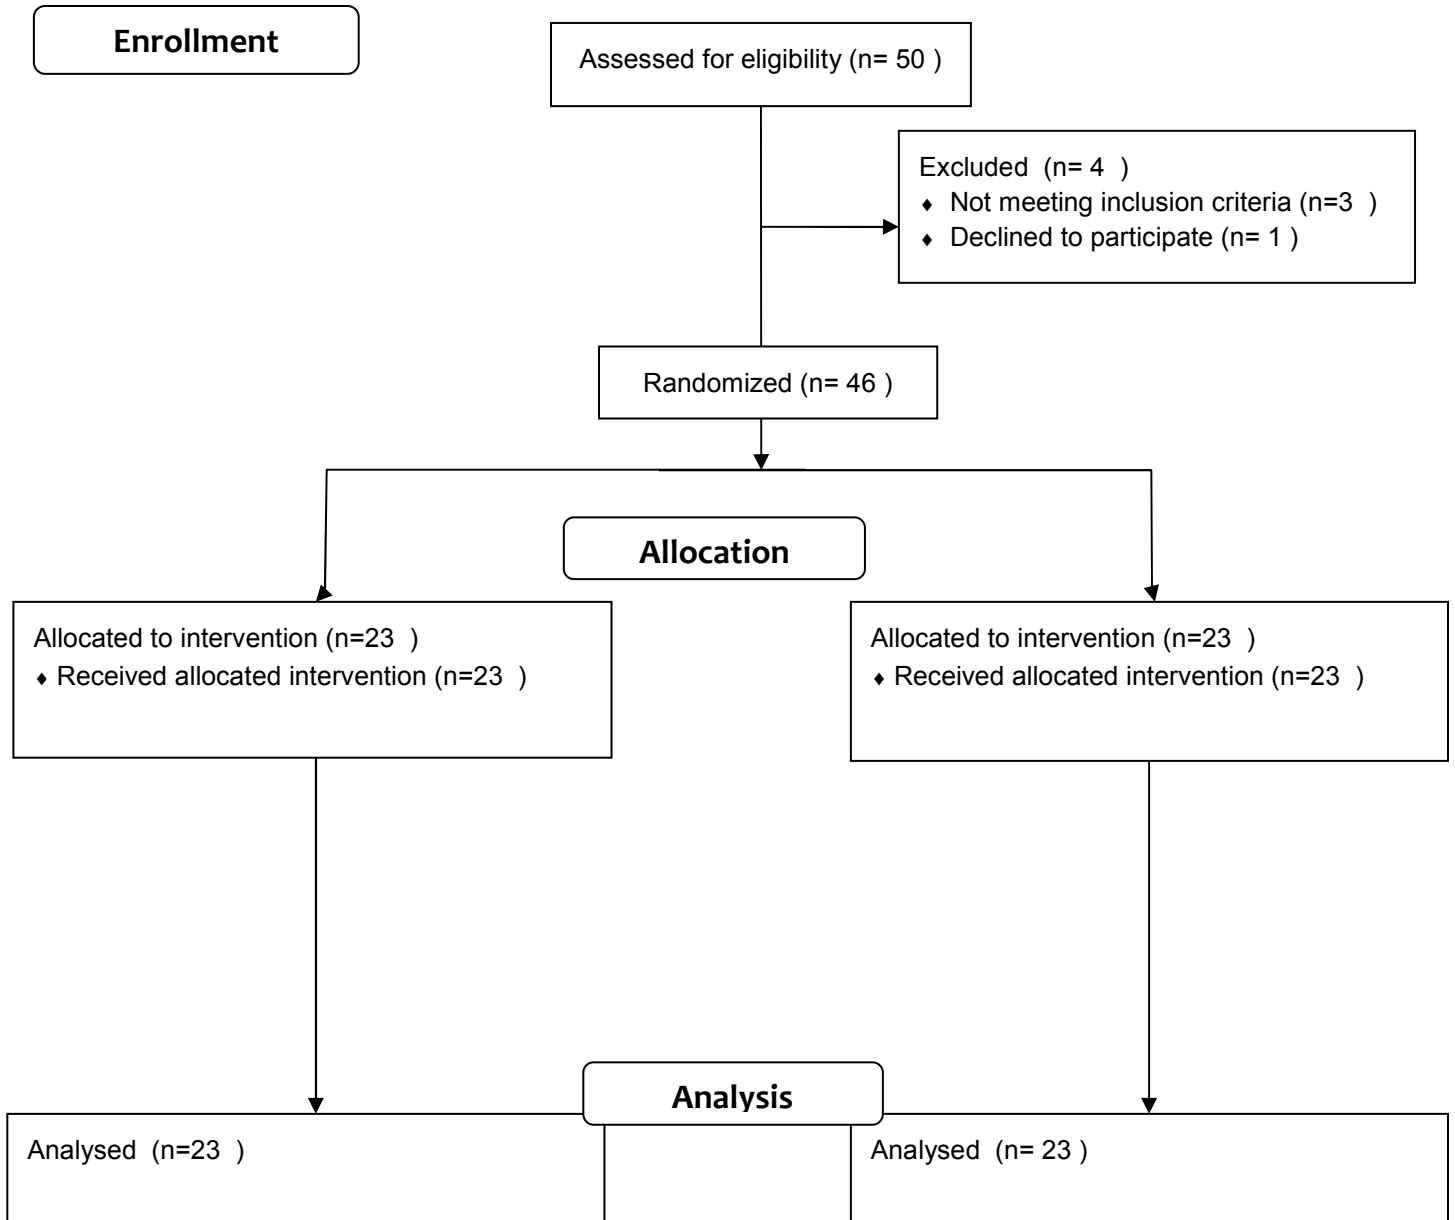 Enrollment
Assessed for eligibility (n= 50 )
Excluded (n= 4 )
♦ Not meeting inclusion criteria (n=3 )
♦ Declined to participate (n= 1 )
Randomized (n= 46 )
Allocation
Allocated to intervention (n=23 )
♦ Received allocated intervention (n=23 )
Allocated to intervention (n=23 )
♦ Received allocated intervention (n=23 )
Analysis
Analysed (n=23 )
Analysed (n= 23 )